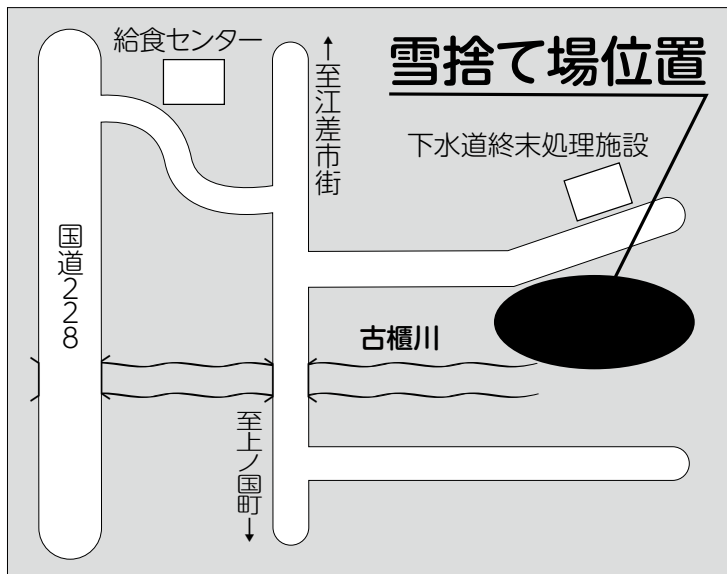 給食センター
↑至江差市街
雪捨て場位置
下水道終末処理施設
国道228
古櫃川
至上ノ国町↓